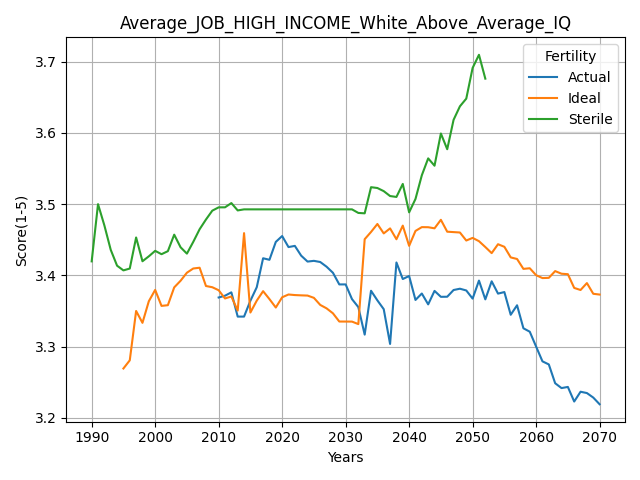 Average_JOB_HIGH_INCOME_White_Above_Average_IQ
Score(1-5)
3.7
3.6
3.5
3.4
3.3
3.2
Fertility
Actual
Ideal
Sterile
1990 2000 2010 2020 2030 2040 2050 2060 2070
Years